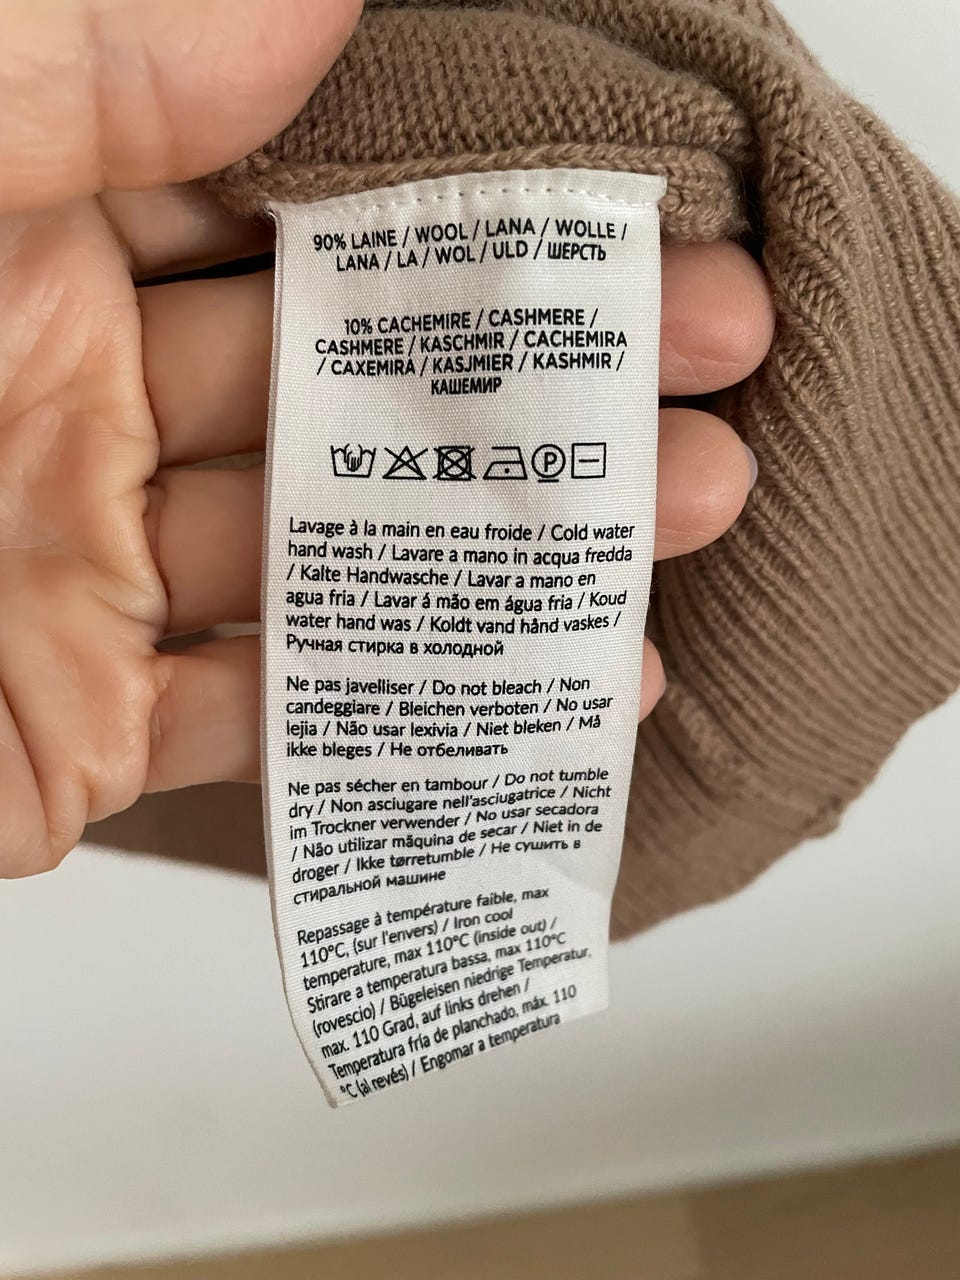 90% LAINE / WOOL / LANA / WOLLE /
LANA / LA / WOL / ULD / ШЕРСТЬ
10% CACHEMIRE / CASHMERE /
CASHMERE / KASCHMIR / CACHEMIRA
/ CAXEMIRA / KASJMIER / KASHMIR /
КАШЕМИР
P
Lavage à la main en eau froide / Cold water
hand wash / Lavare a mano in acqua fredda
/ Kalte Handwasche / Lavar a mano en
agua fria / Lavar á mão em água fria / Koud
water hand was / Koldt vand hånd vaskes /
Ручная стирка в холодной
Ne pas javelliser / Do not bleach / Non
candeggiare / Bleichen verboten / No usar
lejia / Não usar lexivia / Niet bleken / Må
ikke bleges / Не отбеливать
Ne pas sécher en tambour / Do not tumble
dry / Non asciugare nell'asciugatrice / Nicht
im Trockner verwender / No usar secadora
/ Não utilizar mãquina de secar / Niet in de
droger / Ikke tørretumble / Не сушить в
стиральной машине
Repassage à température faible, max
110°C, (sur l'envers) / Iron cool
temperature, max 110°C (inside out) /
Stirare a temperatura bassa, max 110°C
(rovescio) / Bügeleisen niedrige Temperatur,
max. 110 Grad, auf links drehen /
Temperatura fría de planchado, máx. 110
°C (al revés) / Engomar a temperatura